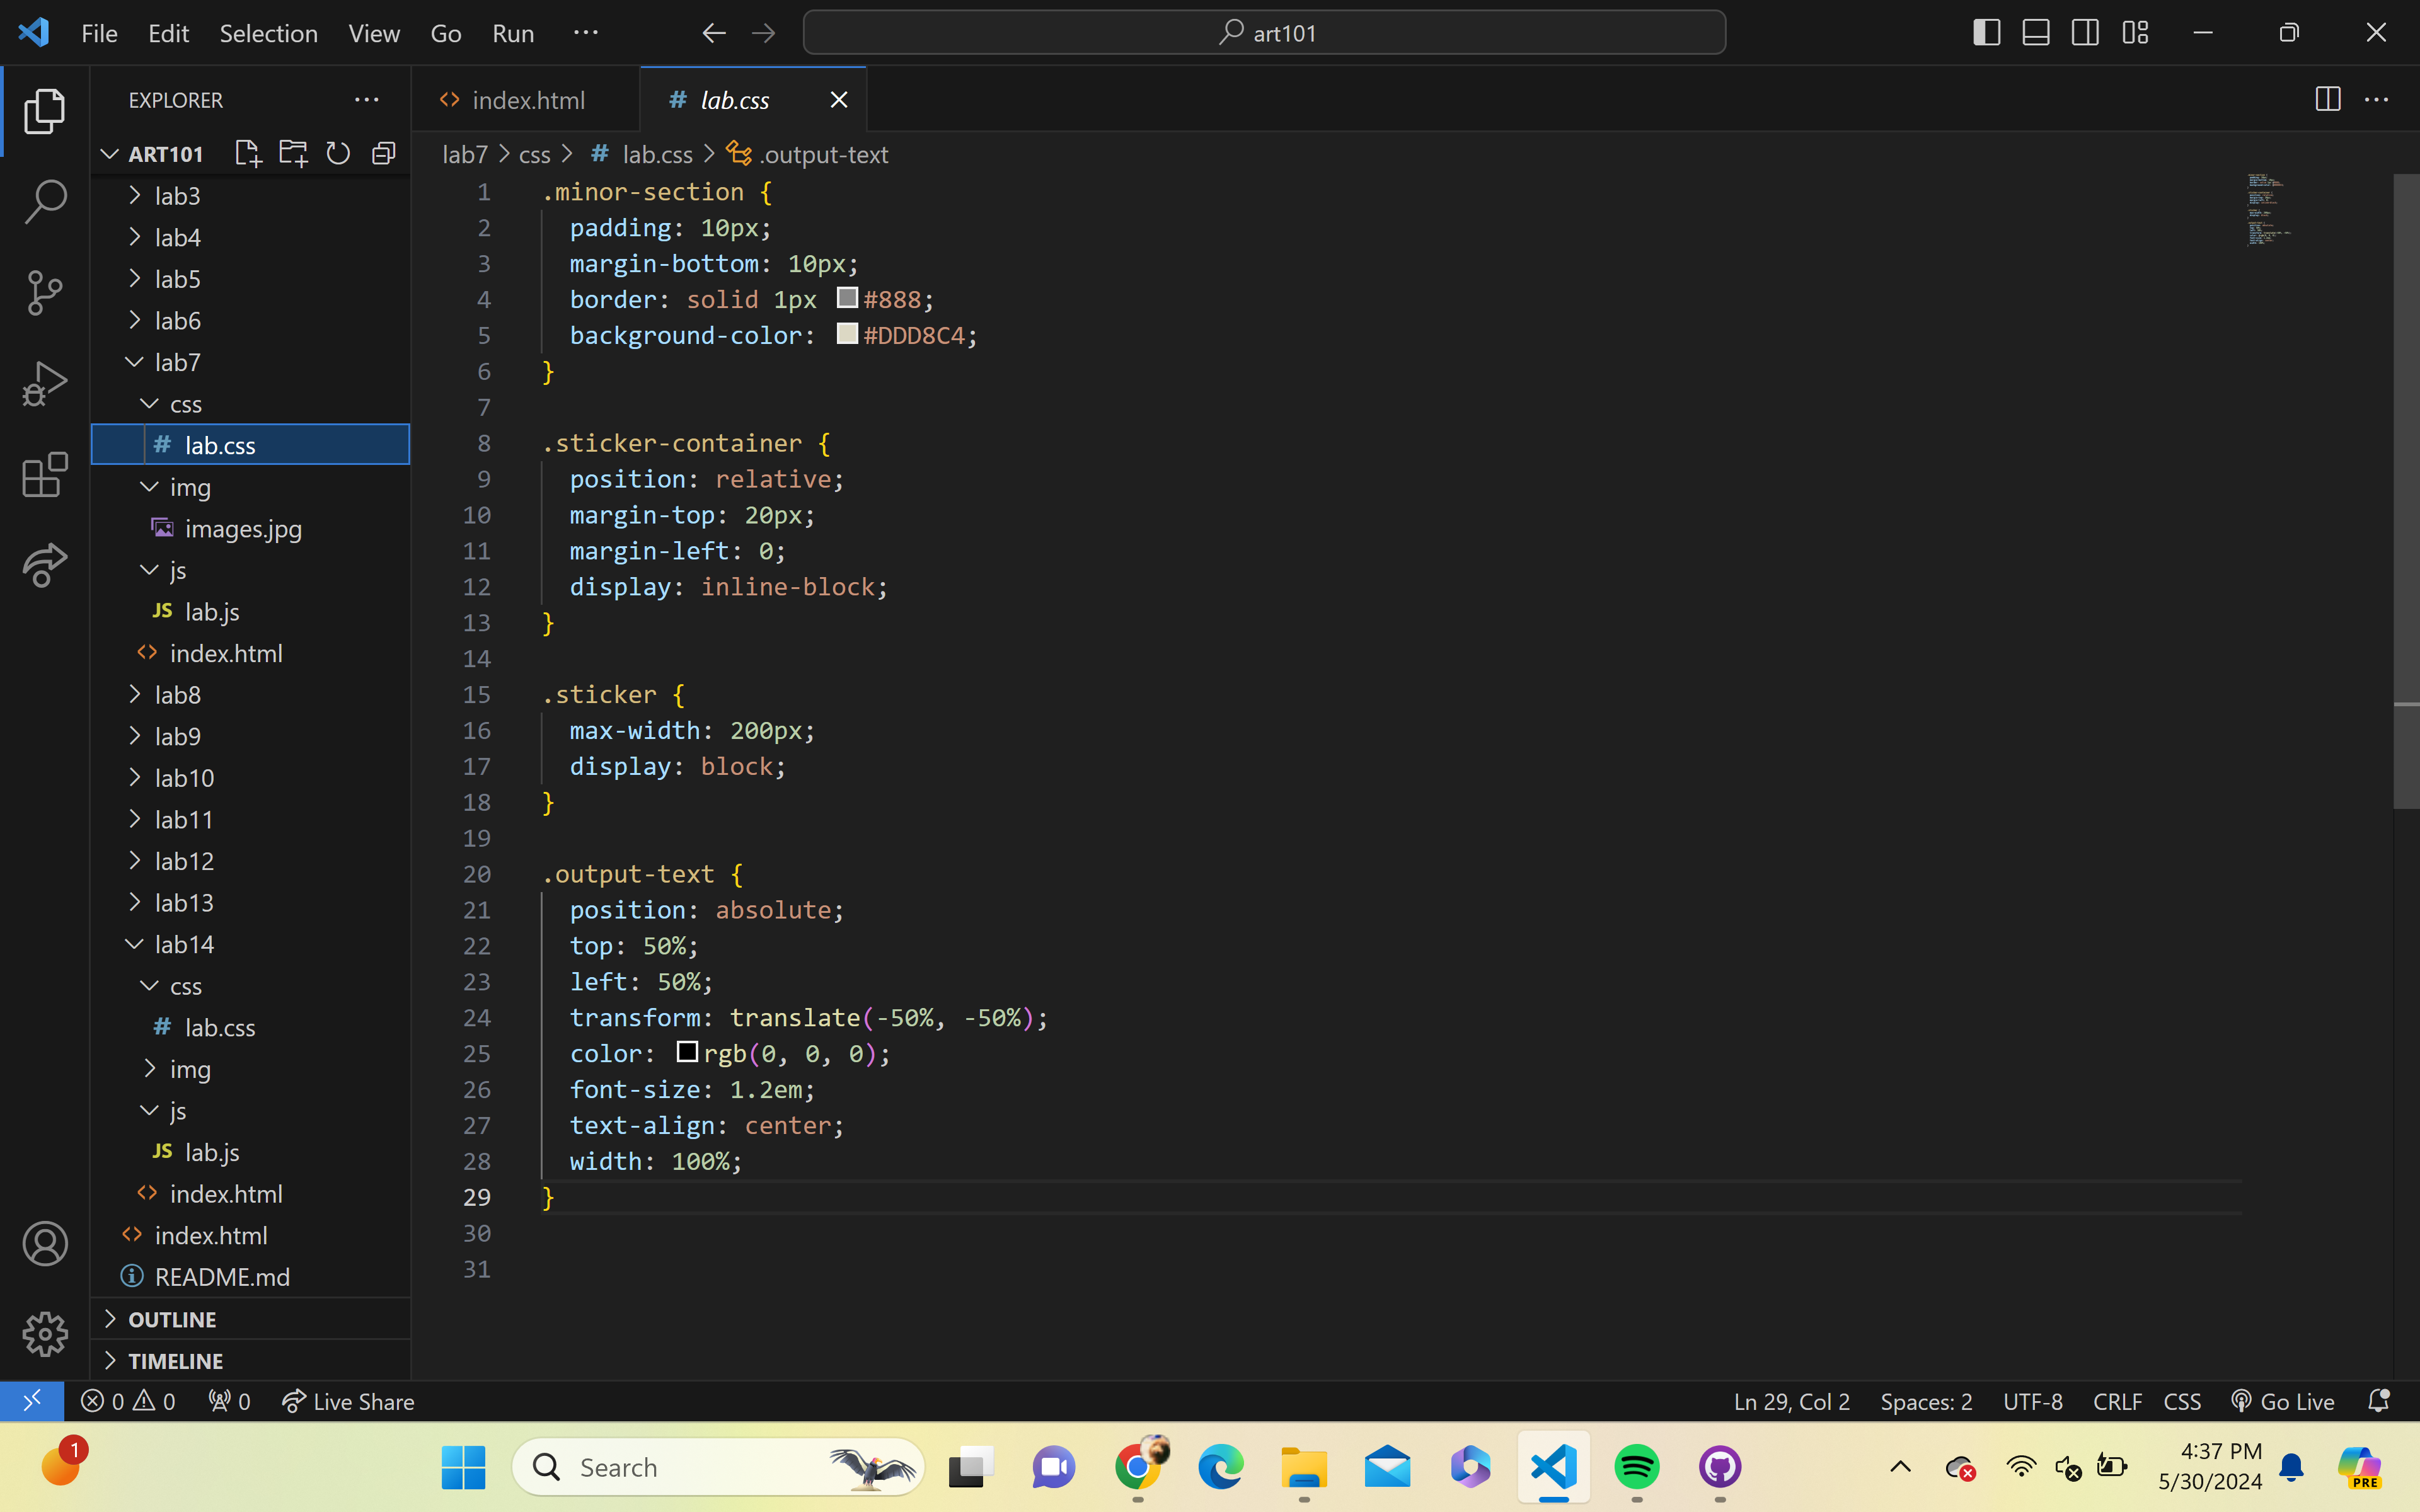 File Edit Selection View Go Run ··· art101
EXPLORER ···
ART101
lab3
lab4
lab5
lab6
lab7
css
# lab.css
img
images.jpg
js
JS lab.js
<> index.html
lab8
lab9
lab10
lab11
lab12
lab13
lab14
css
# lab.css
img
js
JS lab.js
<> index.html
<> index.html
README.md
OUTLINE
TIMELINE
<> index.html # lab.css
lab7 > css > # lab.css > .output-text
1 .minor-section {
2 padding: 10px;
3 margin-bottom: 10px;
4 border: solid 1px #888;
5 background-color: #DDD8C4;
6 }
7
8 .sticker-container {
9 position: relative;
10 margin-top: 20px;
11 margin-left: 0;
12 display: inline-block;
13 }
14
15 .sticker {
16 max-width: 200px;
17 display: block;
18 }
19
20 .output-text {
21 position: absolute;
22 top: 50%;
23 left: 50%;
24 transform: translate(-50%, -50%);
25 color: rgb(0, 0, 0);
26 font-size: 1.2em;
27 text-align: center;
28 width: 100%;
29 }
30
31
0 0 0 Live Share Ln 29, Col 2 Spaces: 2 UTF-8 CRLF CSS Go Live
1 Search 4:37 PM
5/30/2024
PRE